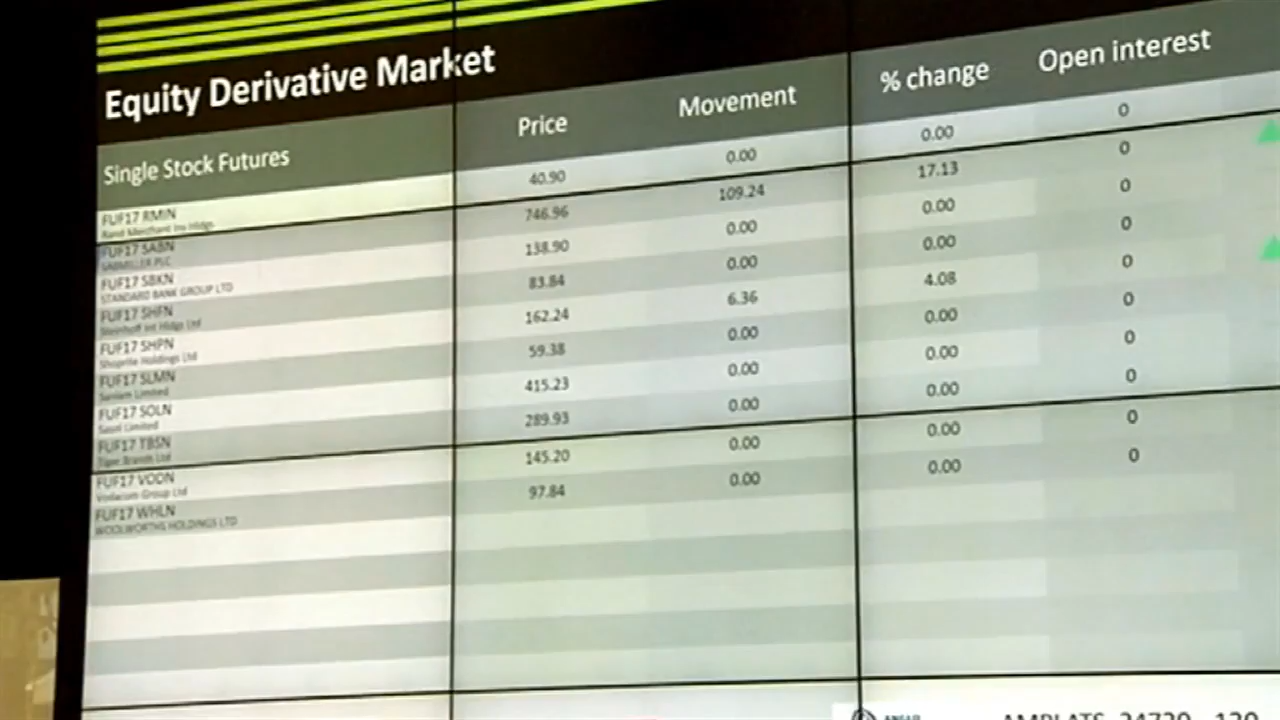 Equity Derivative Market
Single Stock Futures Price Movement % change Open interest
FUF17 RMIN 40.90 0.00 0.00 0
Rand Merchant Ins Hldgs
FUF17 SABN 746.96 109.24 17.13 0
SABMILLER PLC
FUF17 SBKN 138.90 0.00 0.00 0
STANDARD BANK GROUP LTD
FUF17 SHFN 83.84 0.00 0.00 0
Steinhoff Int Hldgs Ltd
FUF17 SHPN 162.24 6.36 4.08 0
Shoprite Holdings Ltd
FUF17 SLMN 59.38 0.00 0.00 0
Sanlam Limited
FUF17 SOLN 415.23 0.00 0.00 0
Sasol Limited
FUF17 TBSN 289.93 0.00 0.00 0
Tiger Brands Ltd
FUF17 VODN 145.20 0.00 0.00 0
Vodacom Group Ltd
FUF17 WHLN 97.84 0.00 0.00 0
WOOLWORTHS HOLDINGS LTD
AMPLATS